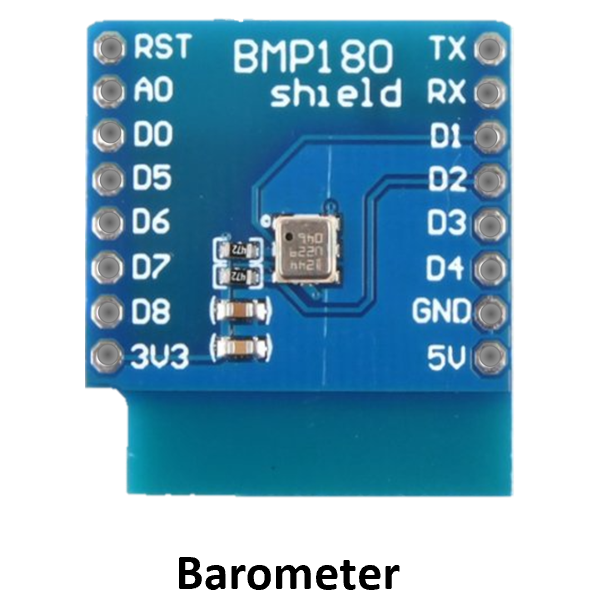 BMP180
shield
RST
A0
D0
D5
D6
D7
D8
3V3
TX
RX
D1
D2
D3
D4
GND
5V
472
472
Barometer